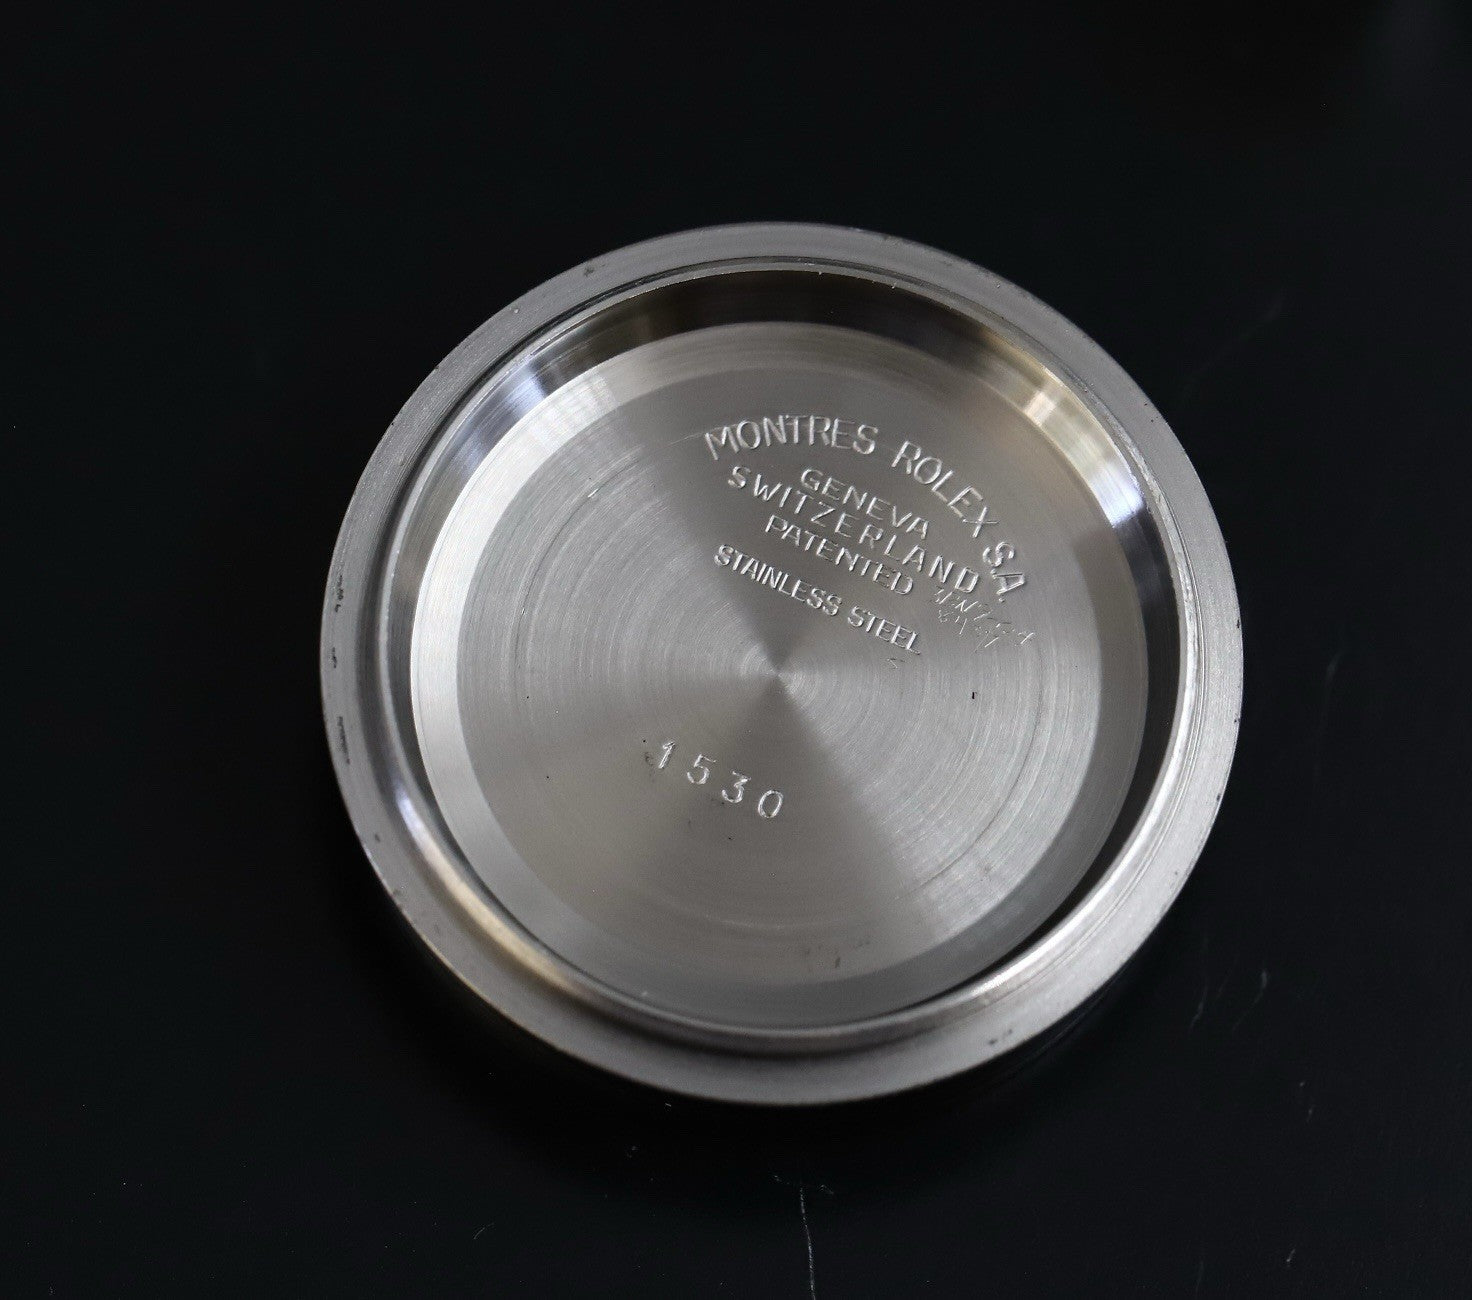 MONTRES ROLEX S.A.
GENEVA
SWITZERLAND
PATENTED
STAINLESS STEEL
1530